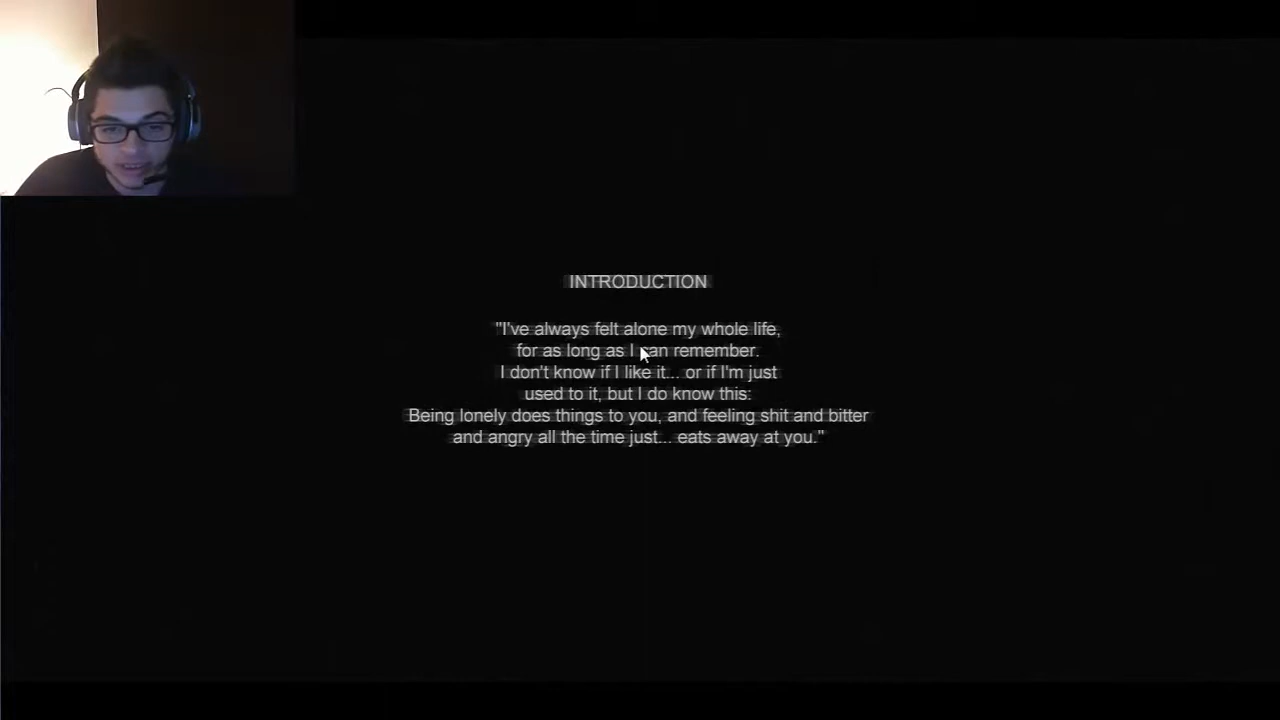 INTRODUCTION
"I've always felt alone my whole life,
for as long as I can remember.
I don't know if I like it... or if I'm just
used to it, but I do know this:
Being lonely does things to you, and feeling shit and bitter
and angry all the time just... eats away at you."